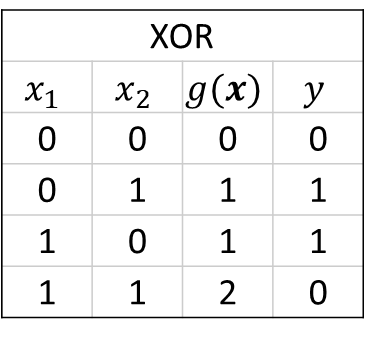 XOR
x₁ x₂ g(x) y
0 0 0 0
0 1 1 1
1 0 1 1
1 1 2 0